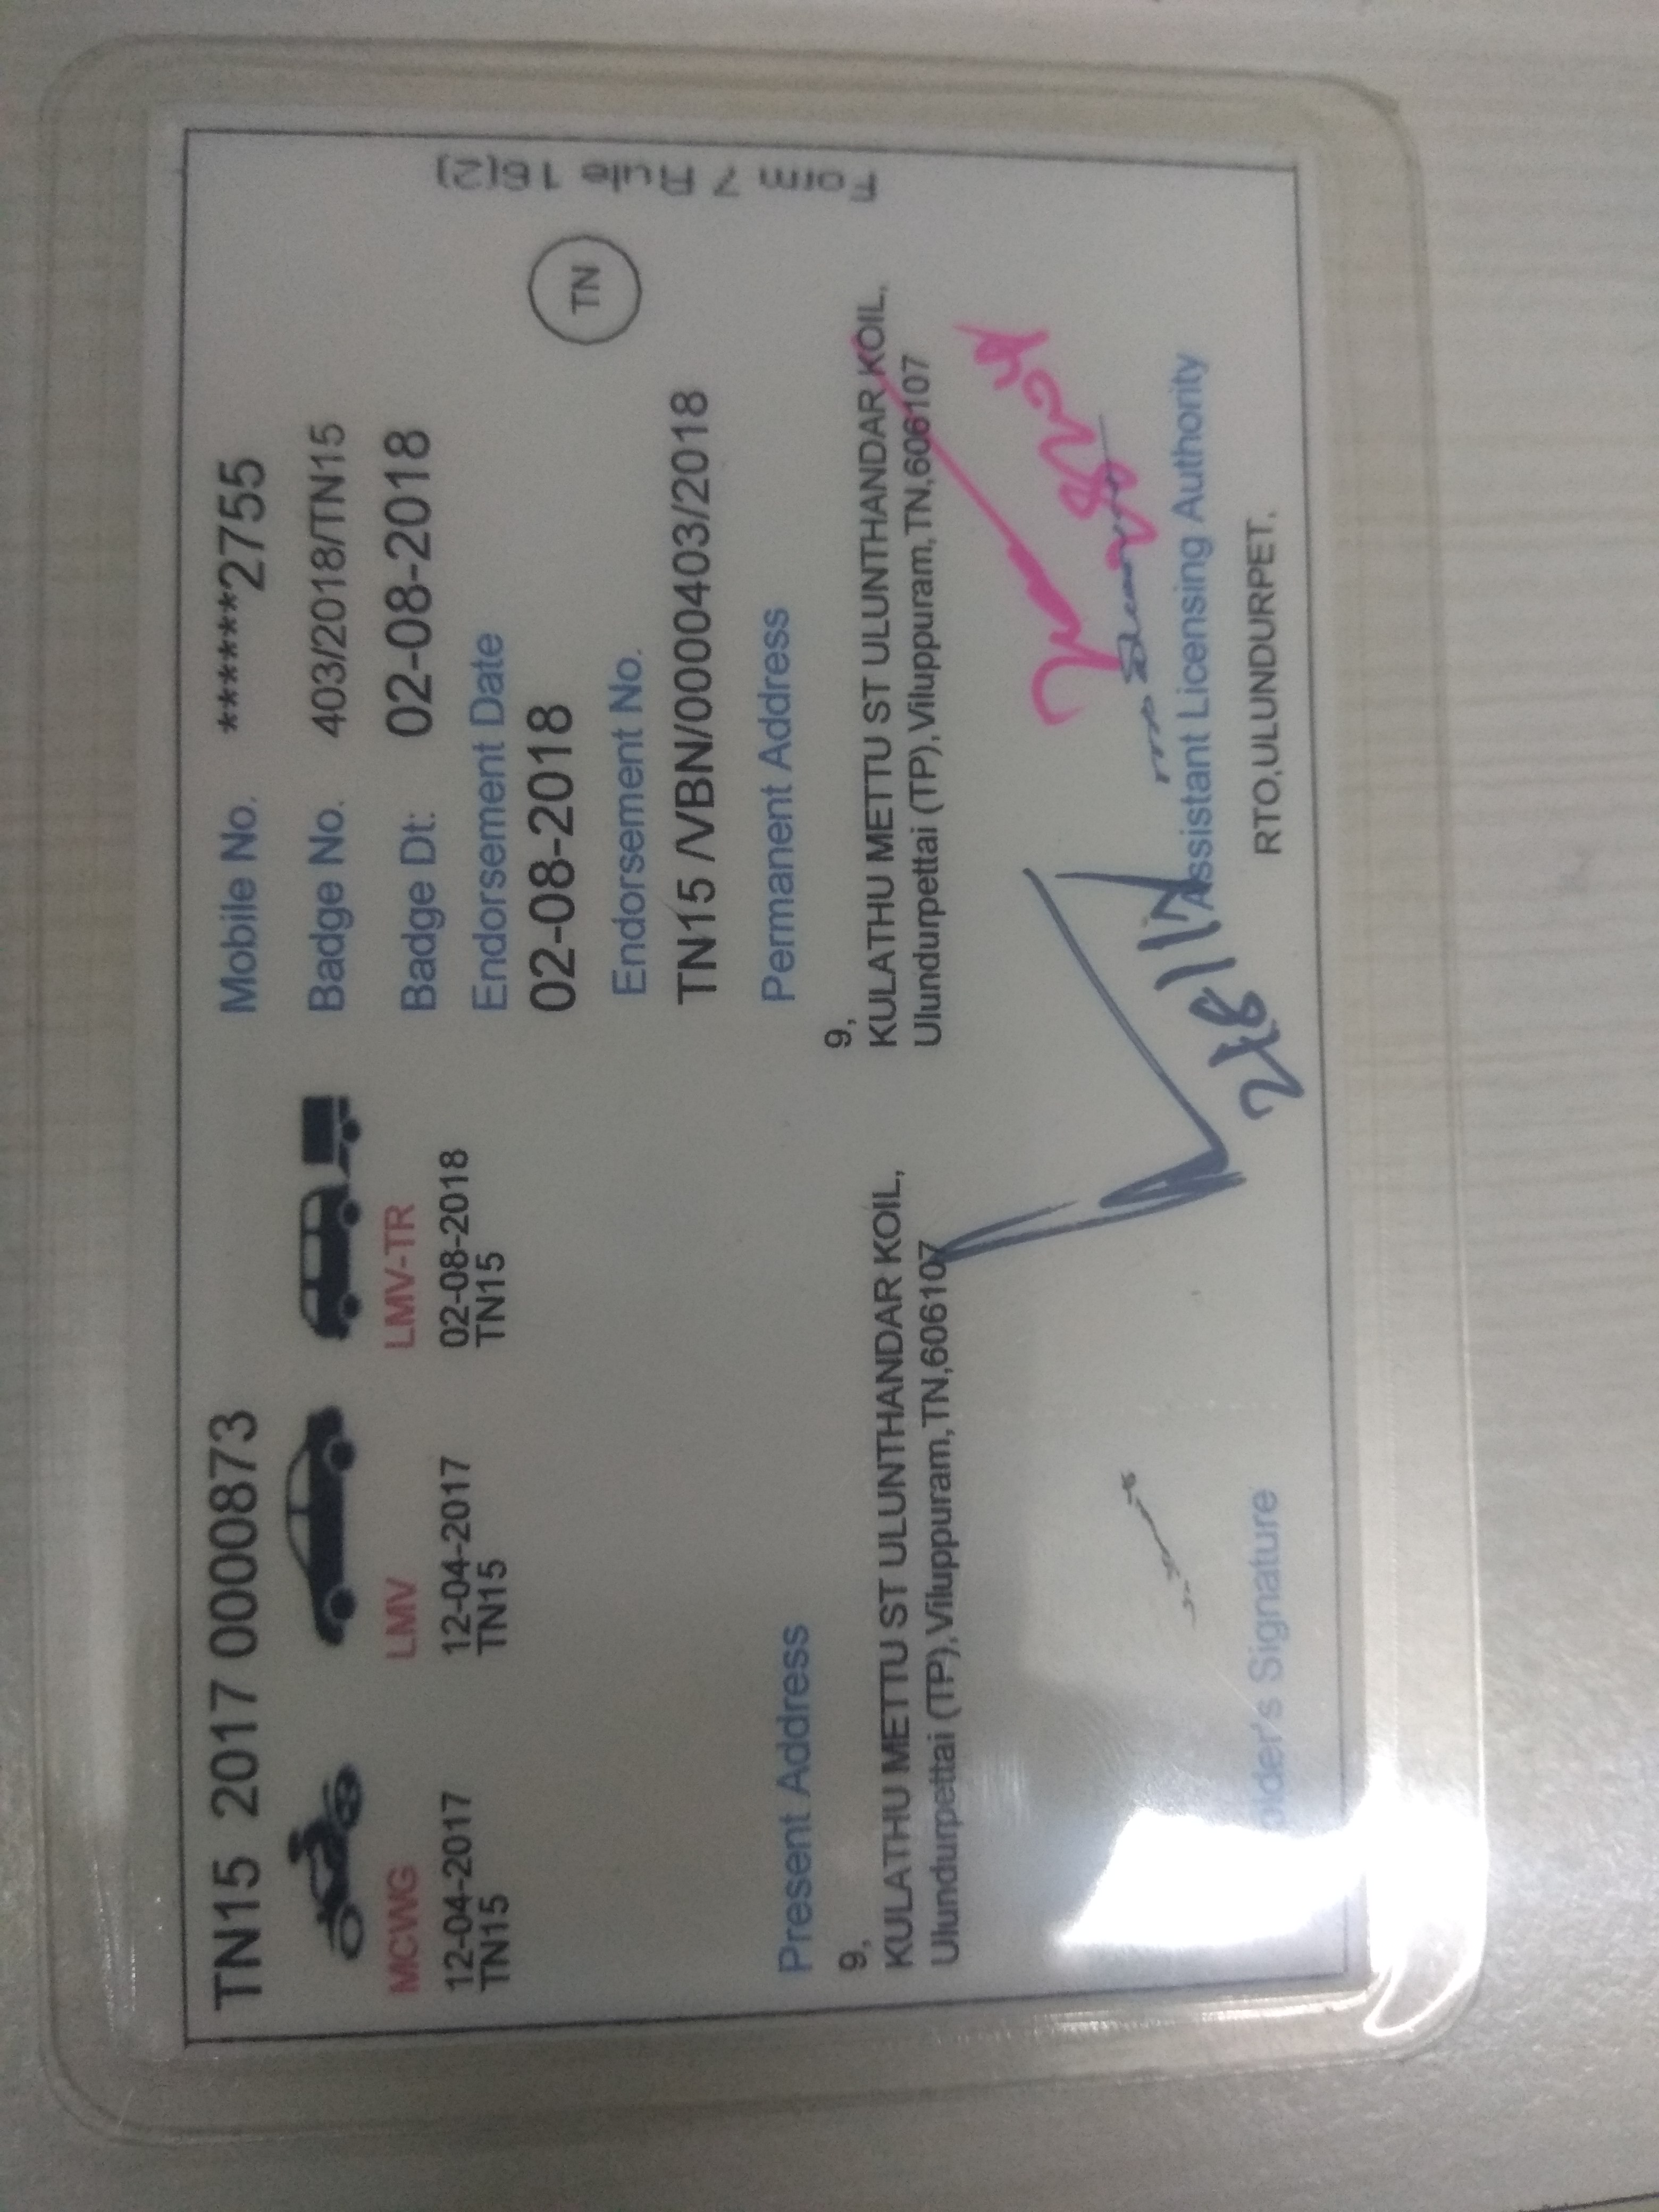 TN15 2017 0000873
Mobile No. ******2755
Badge No. 403/2018/TN15
MCWG LMV LMV-TR
Badge Dt: 02-08-2018
12-04-2017 12-04-2017 02-08-2018
TN15 TN15 TN15
Endorsement Date
02-08-2018
TN
Endorsement No.
TN15 /VBN/0000403/2018
Form 7 Rule 16(2)
Present Address
9,
KULATHU METTU ST ULUNTHANDAR KOIL,
Ulundurpettai (TP),Viluppuram,TN,606107
Permanent Address
9,
KULATHU METTU ST ULUNTHANDAR KOIL,
Ulundurpettai (TP),Viluppuram,TN,606107
Holder's Signature
Assistant Licensing Authority
RTO,ULUNDURPET.